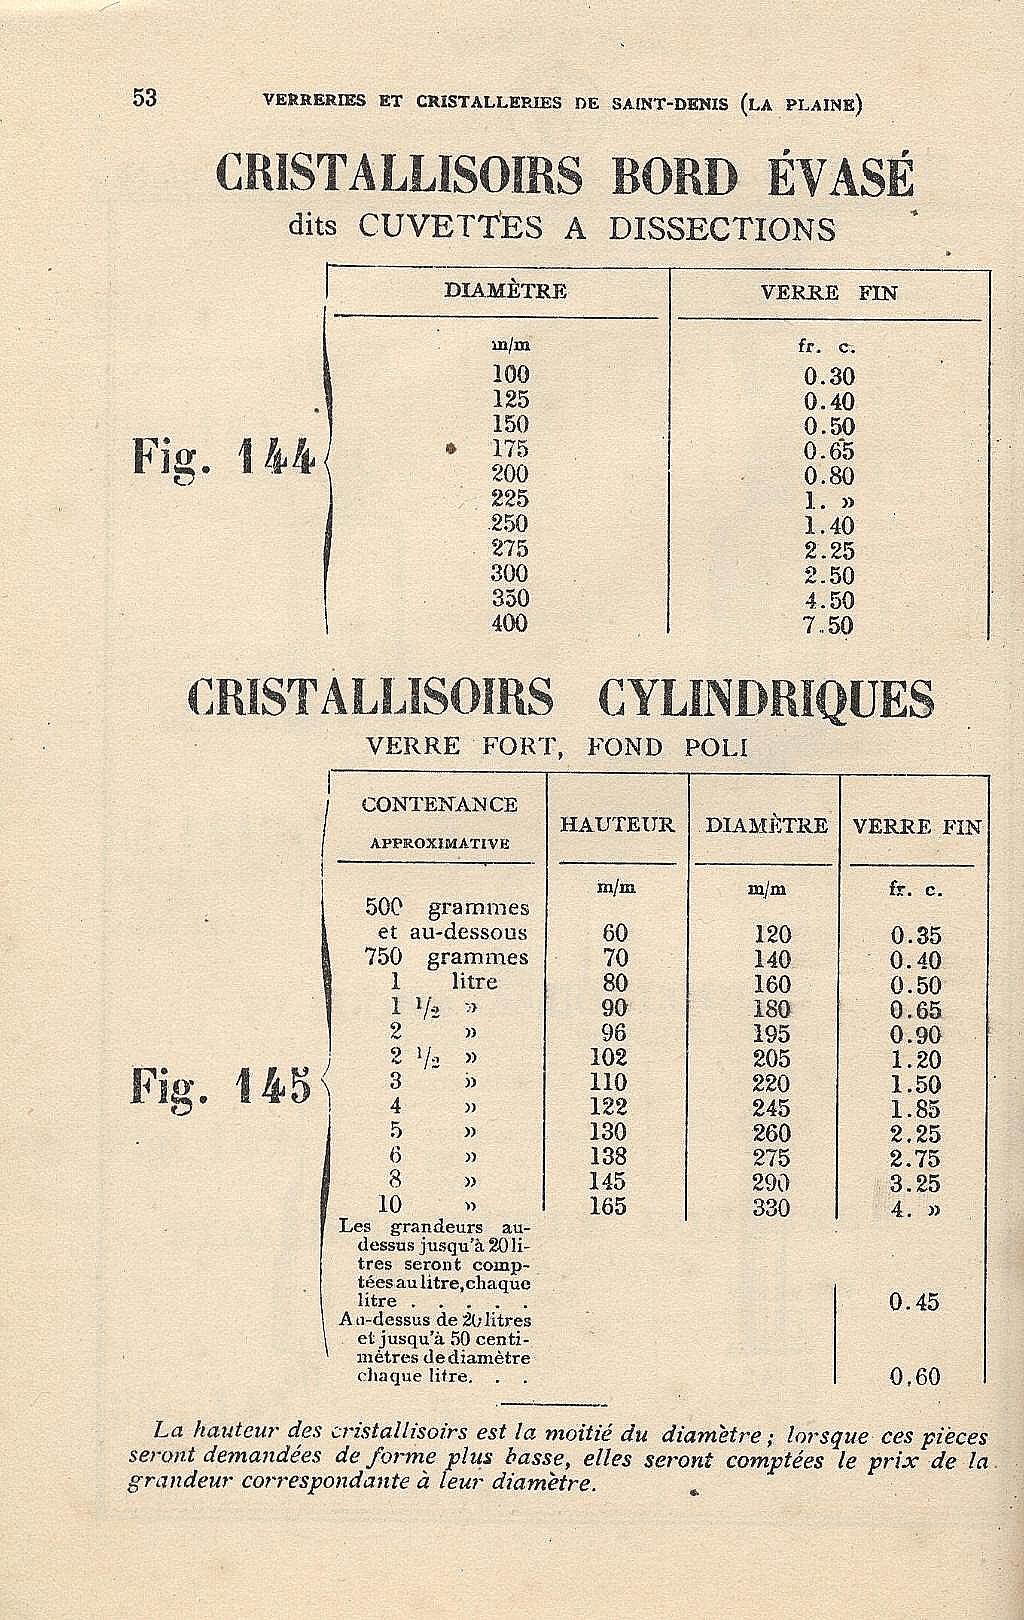 53 VERRERIES ET CRISTALLERIES DE SAINT-DENIS (LA PLAINE)
CRISTALLISOIRS BORD ÉVASÉ
dits CUVETTES A DISSECTIONS
DIAMÈTRE VERRE FIN
m/m fr. c.
100 0.30
125 0.40
150 0.50
175 0.65
Fig. 144
200 0.80
225 1. »
250 1.40
275 2.25
300 2.50
350 4.50
400 7.50
CRISTALLISOIRS CYLINDRIQUES
VERRE FORT, FOND POLI
CONTENANCE
APPROXIMATIVE HAUTEUR DIAMÈTRE VERRE FIN
m/m m/m fr. c.
500 grammes
et au-dessous 60 120 0.35
750 grammes 70 140 0.40
1 litre 80 160 0.50
1 1/2 » 90 180 0.65
2 » 96 195 0.90
2 1/2 » 102 205 1.20
Fig. 145
3 » 110 220 1.50
4 » 122 245 1.85
5 » 130 260 2.25
6 » 138 275 2.75
8 » 145 290 3.25
10 » 165 330 4. »
Les grandeurs au-
dessus jusqu'à 20 li-
tres seront comp-
tées au litre, chaque
litre . . . . . 0.45
Au-dessus de 20 litres
et jusqu'à 50 centi-
mètres de diamètre
chaque litre. . . 0,60
La hauteur des cristallisoirs est la moitié du diamètre ; lorsque ces pièces
seront demandées de forme plus basse, elles seront comptées le prix de la
grandeur correspondante à leur diamètre.